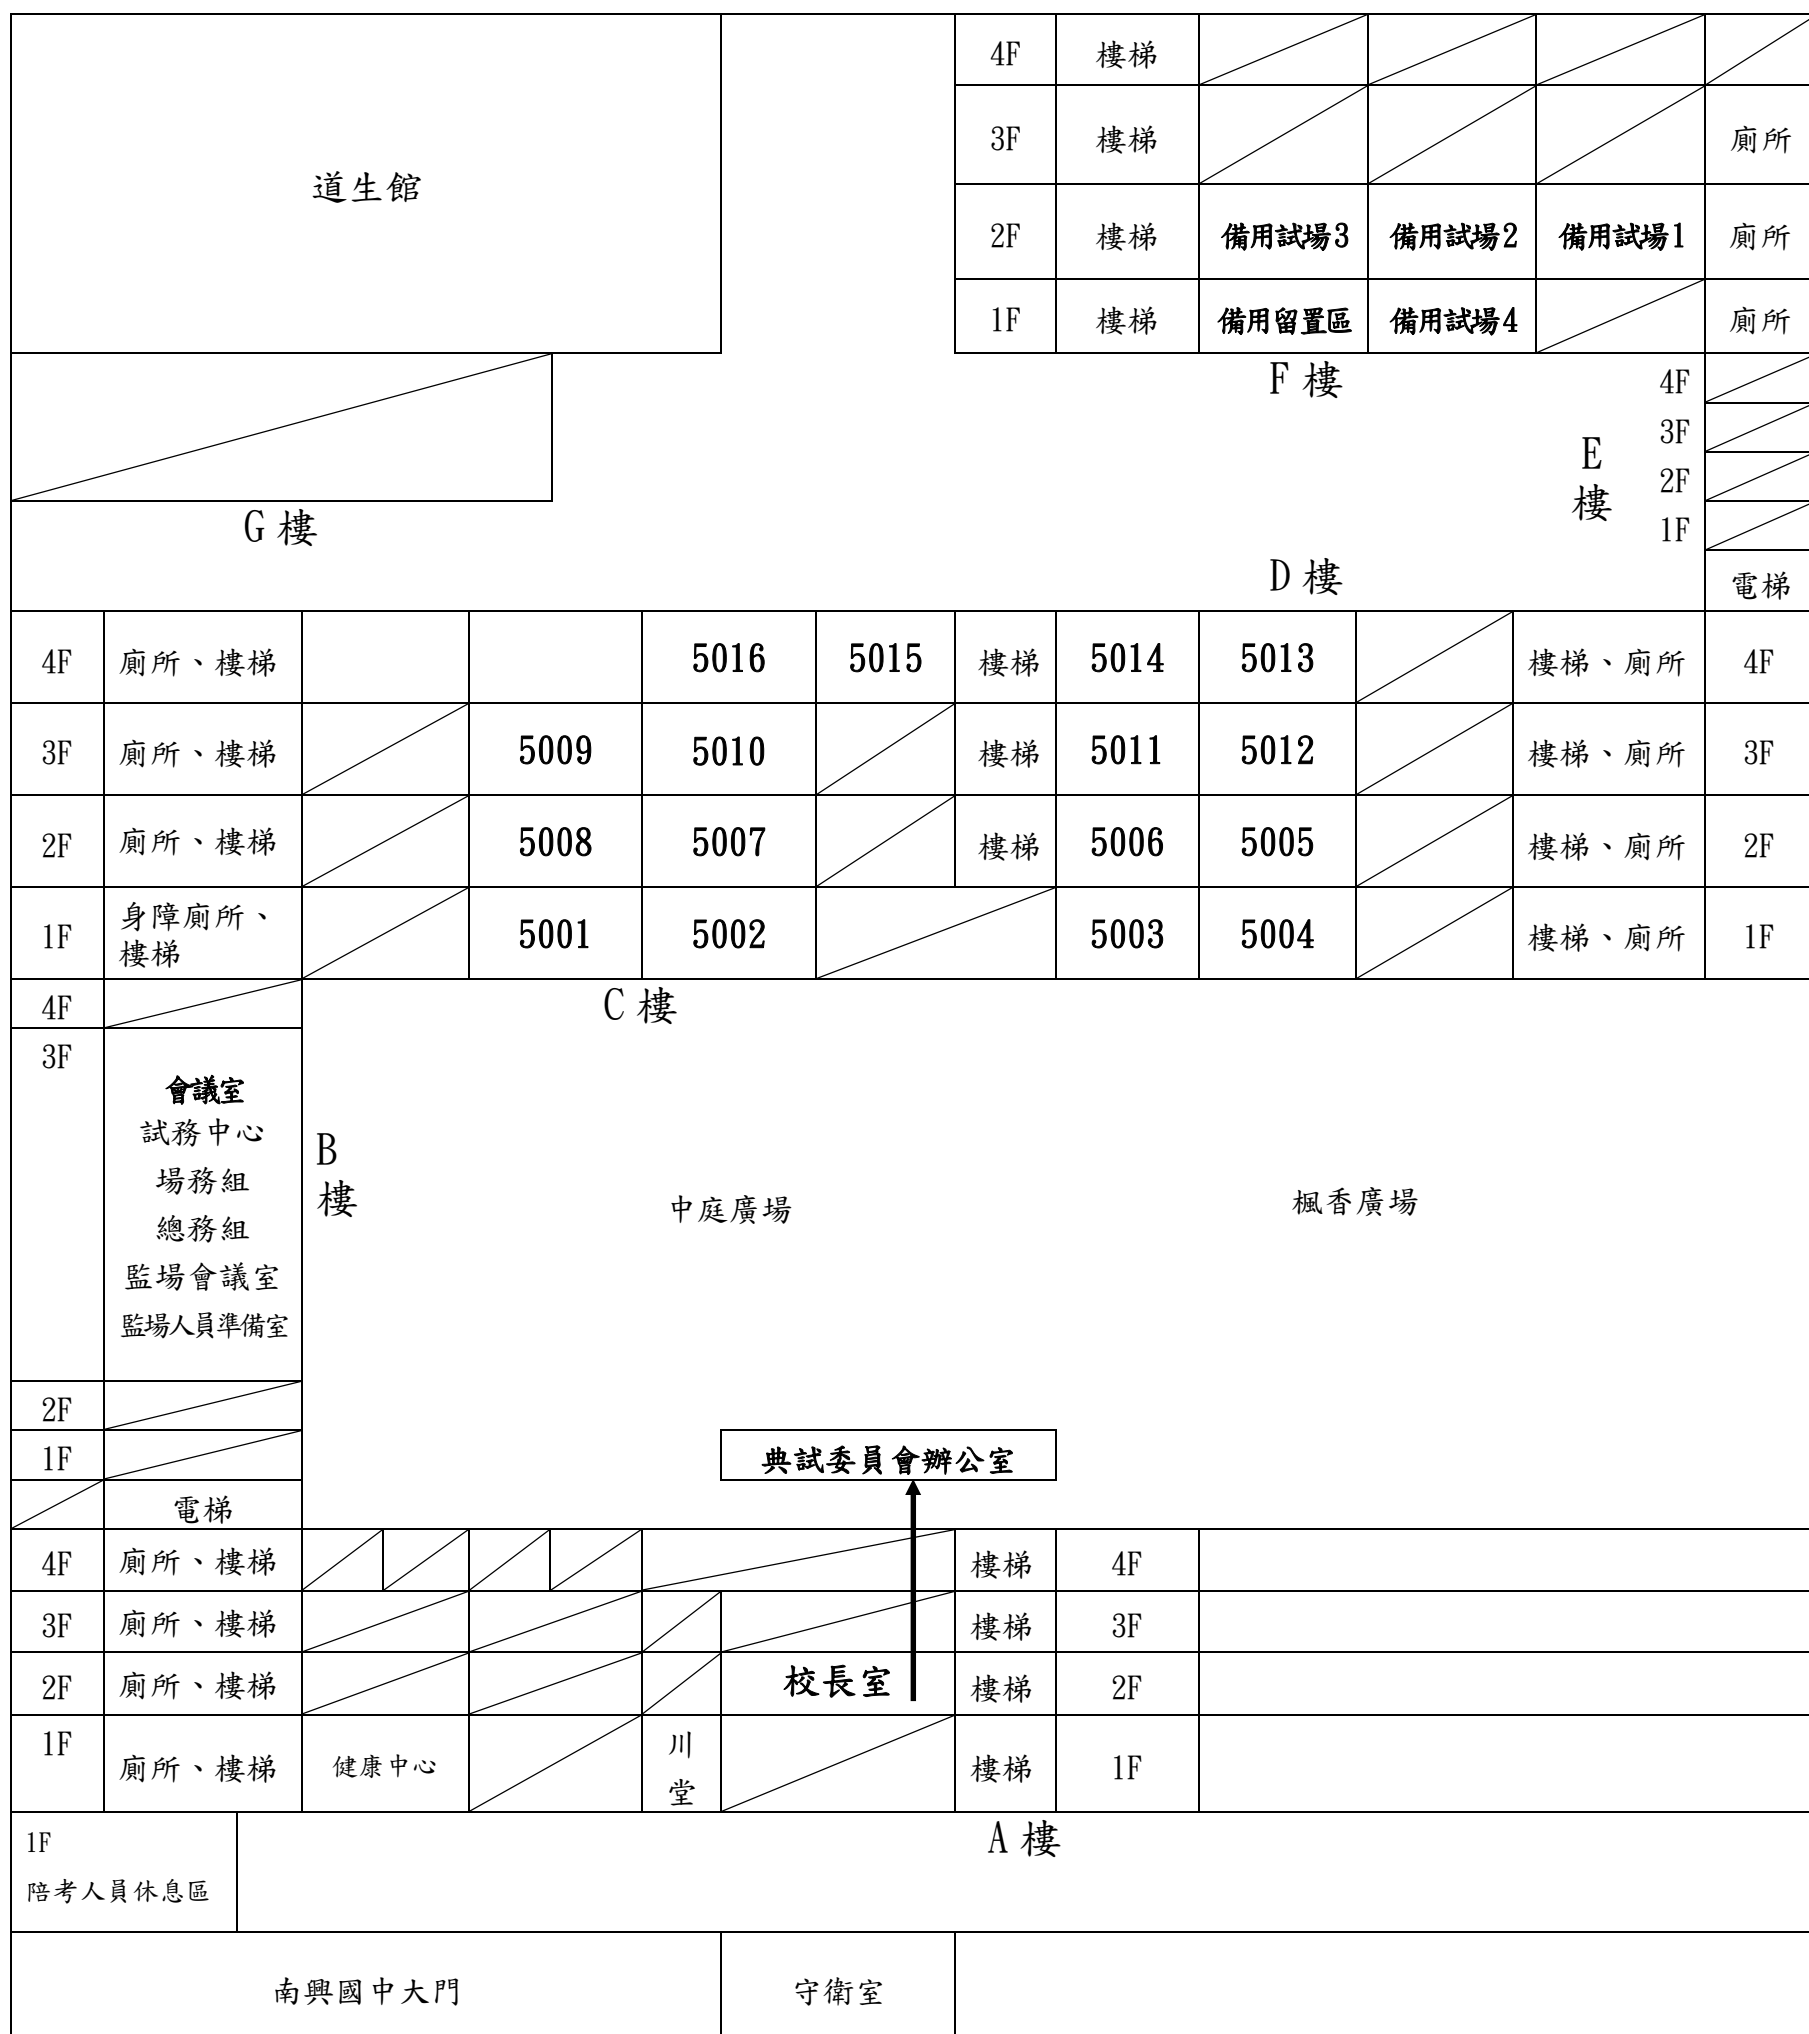 道生館
4F 樓梯
3F 樓梯 廁所
2F 樓梯 備用試場3 備用試場2 備用試場1 廁所
1F 樓梯 備用留置區 備用試場4 廁所
F 樓
4F
3F
E
樓
2F
1F
G 樓
D 樓
電梯
4F 廁所、樓梯 5016 5015 樓梯 5014 5013 樓梯、廁所 4F
3F 廁所、樓梯 5009 5010 樓梯 5011 5012 樓梯、廁所 3F
2F 廁所、樓梯 5008 5007 樓梯 5006 5005 樓梯、廁所 2F
1F 身障廁所、
樓梯 5001 5002 5003 5004 樓梯、廁所 1F
4F
C 樓
3F
會議室
試務中心
場務組
總務組
監場會議室
監場人員準備室
B
樓
中庭廣場
楓香廣場
2F
1F
典試委員會辦公室
電梯
4F 廁所、樓梯 樓梯 4F
3F 廁所、樓梯 樓梯 3F
2F 廁所、樓梯 校長室 樓梯 2F
1F 廁所、樓梯 健康中心 川
堂 樓梯 1F
A 樓
1F
陪考人員休息區
南興國中大門 守衛室